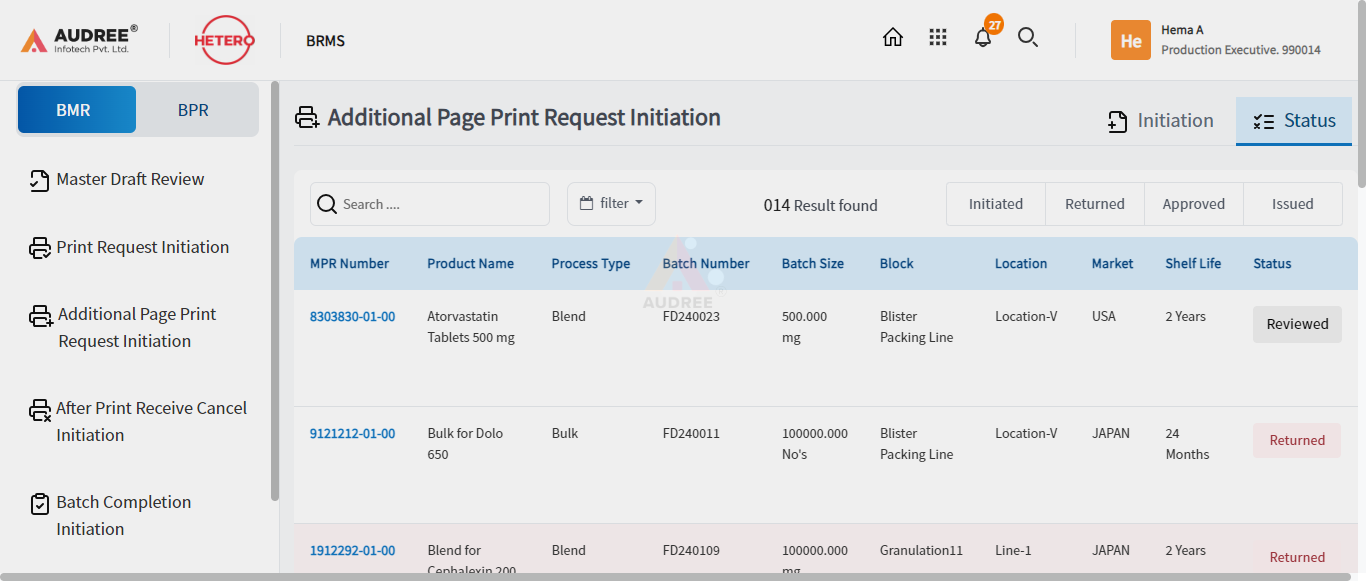 AUDREE®
Infotech Pvt. Ltd.
HETERO
BRMS
27
He
Hema A
Production Executive. 990014
BMR
BPR
Master Draft Review
Print Request Initiation
Additional Page Print
Request Initiation
After Print Receive Cancel
Initiation
Batch Completion
Initiation
Additional Page Print Request Initiation
Initiation
Status
Search ....
filter
014 Result found
Initiated
Returned
Approved
Issued
MPR Number Product Name Process Type Batch Number Batch Size Block Location Market Shelf Life Status
AUDREE
8303830-01-00 Atorvastatin Blend FD240023 500.000 Blister Location-V USA 2 Years Reviewed
Tablets 500 mg mg Packing Line
9121212-01-00 Bulk for Dolo Bulk FD240011 100000.000 Blister Location-V JAPAN 24 Returned
650 No's Packing Line Months
1912292-01-00 Blend for Blend FD240109 100000.000 Granulation11 Line-1 JAPAN 2 Years Returned
Cephalexin 200 mg